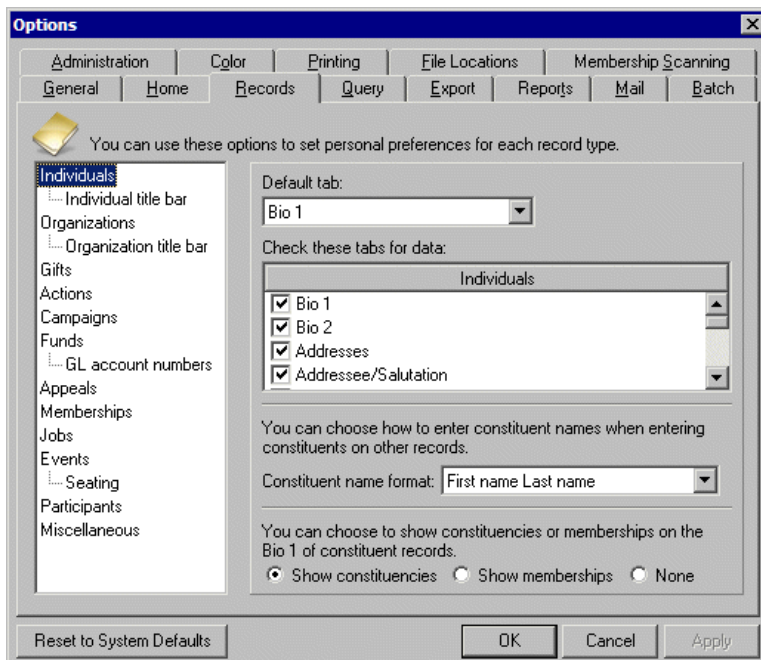 Options
Administration Color Printing File Locations Membership Scanning
General Home Records Query Export Reports Mail Batch
You can use these options to set personal preferences for each record type.
Individuals
Individual title bar
Organizations
Organization title bar
Gifts
Actions
Campaigns
Funds
GL account numbers
Appeals
Memberships
Jobs
Events
Seating
Participants
Miscellaneous
Default tab:
Bio 1
Check these tabs for data:
Individuals
Bio 1
Bio 2
Addresses
Addressee/Salutation
You can choose how to enter constituent names when entering
constituents on other records.
Constituent name format: First name Last name
You can choose to show constituencies or memberships on the
Bio 1 of constituent records.
Show constituencies Show memberships None
Reset to System Defaults OK Cancel Apply